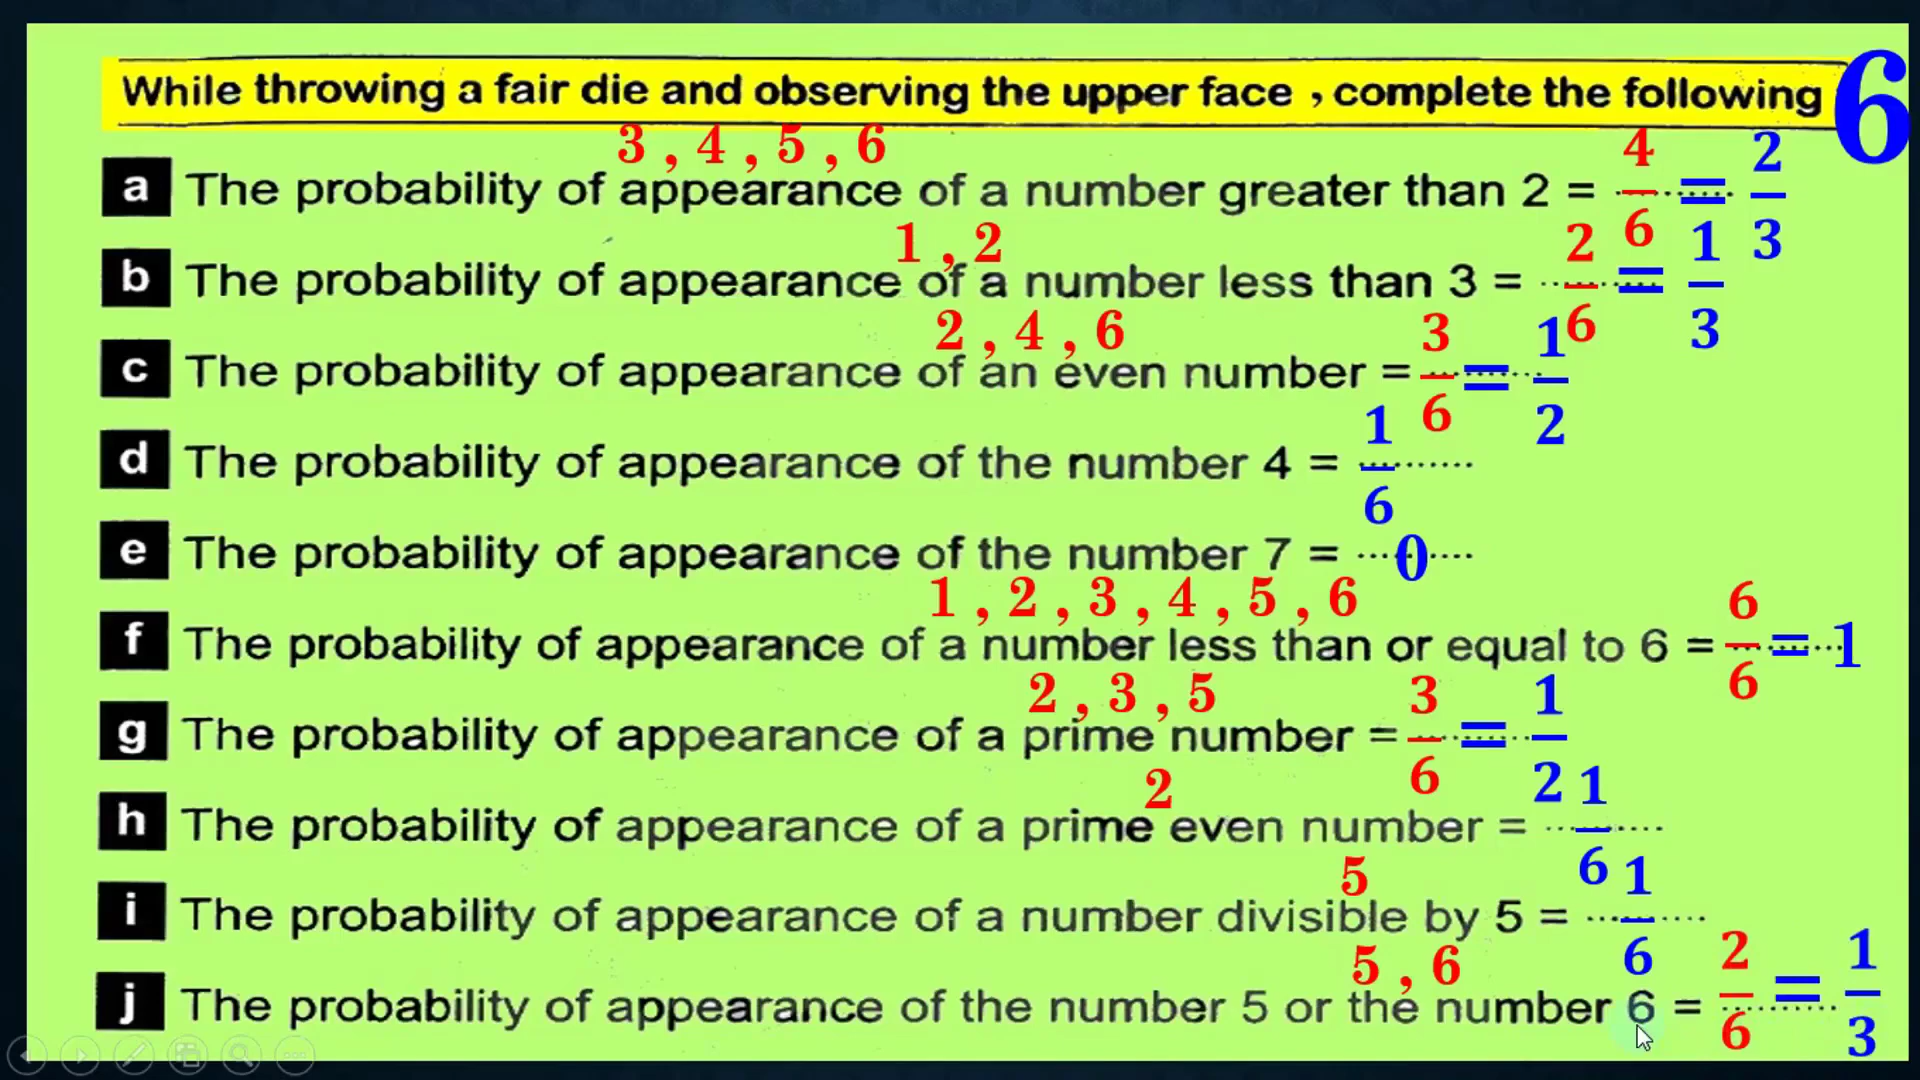 While throwing a fair die and observing the upper face , complete the following 6
3 , 4 , 5 , 6
a The probability of appearance of a number greater than 2 = 4/6 = 2/3
1 , 2
b The probability of appearance of a number less than 3 = 2/6 = 1/3
2 , 4 , 6
c The probability of appearance of an even number = 3/6 = 1/2
d The probability of appearance of the number 4 = 1/6
e The probability of appearance of the number 7 = 0
1 , 2 , 3 , 4 , 5 , 6
f The probability of appearance of a number less than or equal to 6 = 6/6 = 1
2 , 3 , 5
g The probability of appearance of a prime number = 3/6 = 1/2
2
h The probability of appearance of a prime even number = 1/6
5
i The probability of appearance of a number divisible by 5 = 1/6
5 , 6
j The probability of appearance of the number 5 or the number 6 = 2/6 = 1/3